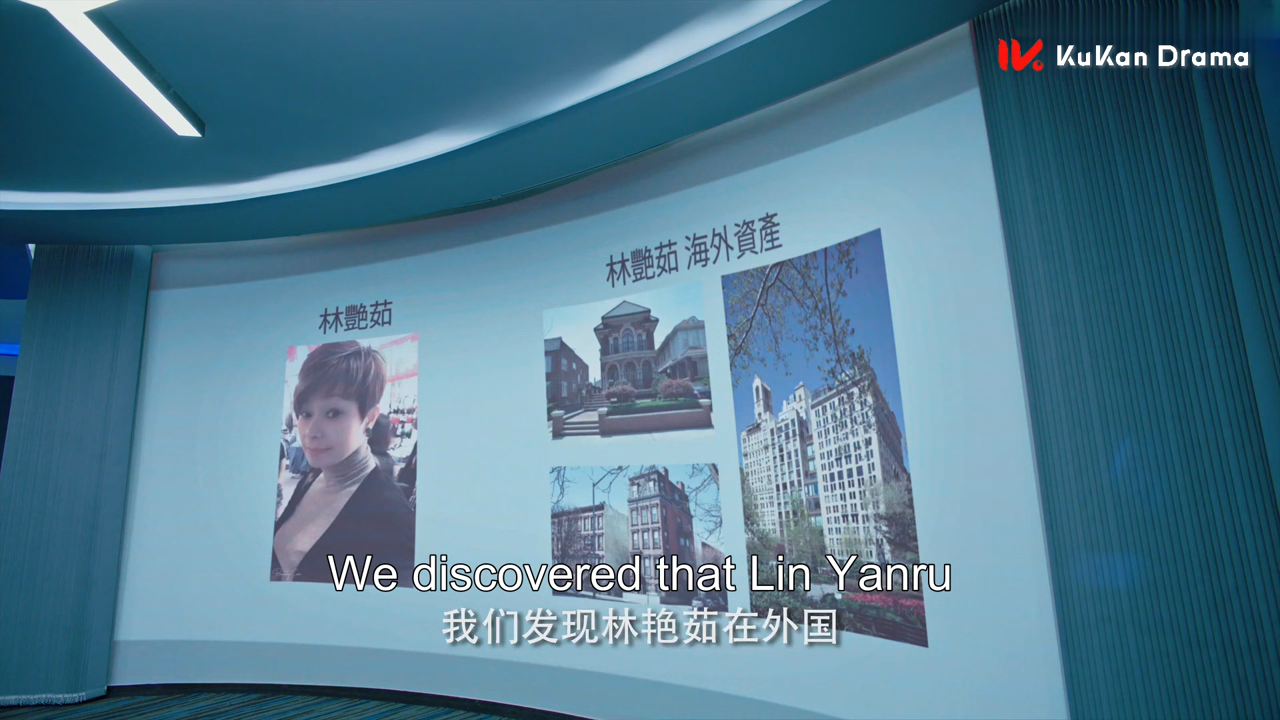 KuKan Drama
林艷茹 海外資產
林艷茹
We discovered that Lin Yanru
我们发现林艳茹在外国